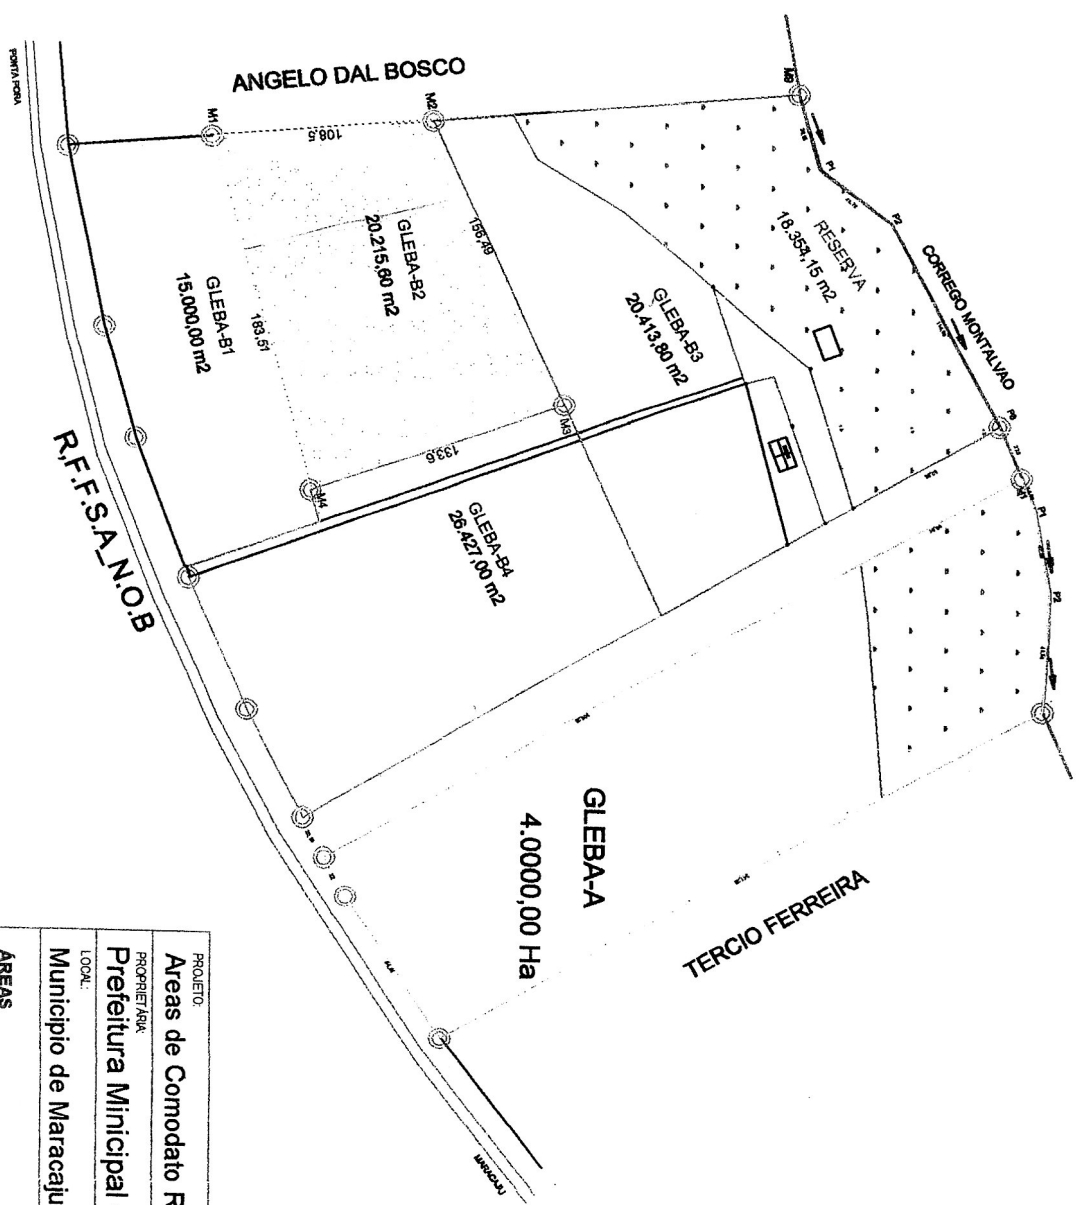 PONTA PORA
ANGELO DAL BOSCO
M1
108.5
M2
M9
P1
P2
CORREGO MONTALVAO
RESERVA
18.354,15 m2
GLEBA-B3
20.413,80 m2
156,49
GLEBA-B2
20.215,60 m2
GLEBA-B1
15.000,00 m2
183,51
M3
133.6
M4
GLEBA-B4
26.427,00 m2
R,F.F.S.A_N.O.B
M1
P1
P2
GLEBA-A
4.0000,00 Ha
TERCIO FERREIRA
MARACAJU
PROJETO:
Areas de Comodato R
PROPRIETÁRIA:
Prefeitura Minicipal
LOCAL:
Municipio de Maracaju
ÁREAS